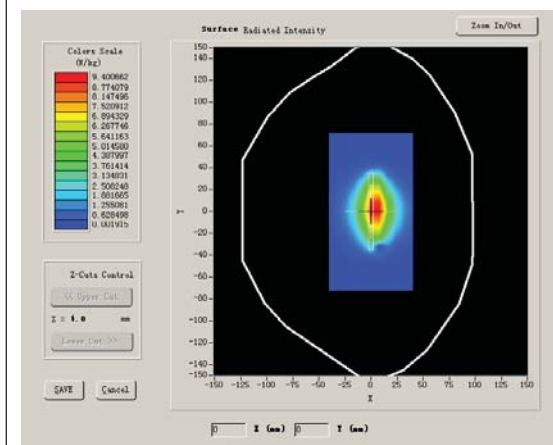 Surface Radiated Intensity
Zoom In/Out
Colors Scale
(W/kg)
9.400662
8.774079
8.147496
7.520912
6.894329
6.267746
5.641163
5.014580
4.387997
3.761414
3.134831
2.508248
1.881665
1.255081
0.628498
0.001915
150
140
120
100
80
60
40
20
0
-20
-40
-60
-80
-100
-120
-140
-150
Y
-150 -125 -100 -75 -50 -25 0 25 50 75 100 125 150
X
Z-Cuts Control
<< Upper Cut
Z = 4.0 mm
Lower Cut >>
SAVE
Cancel
0 X (mm) 0 Y (mm)